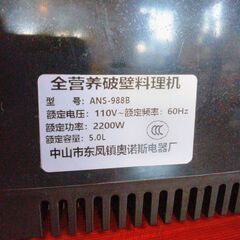 全营养破壁料理机
型 号: ANS-988B
额定电压: 110V~额定频率: 60Hz
额定功率: 2200W
额定容量: 5.0L
中山市东凤镇奥诺斯电器厂